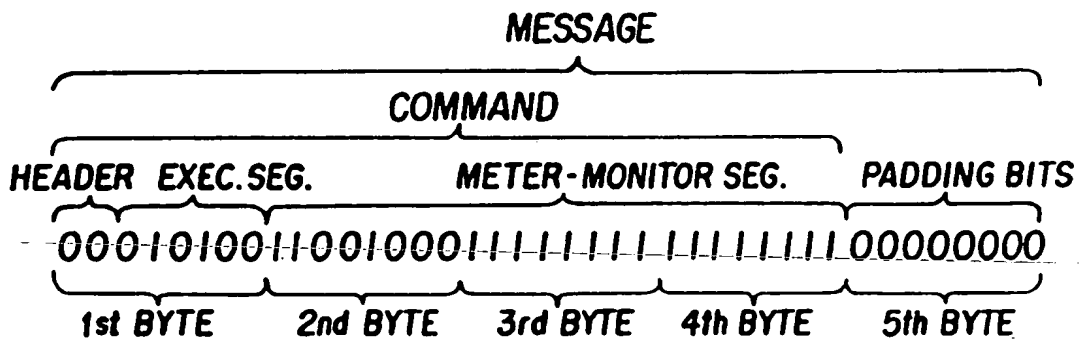 MESSAGE
COMMAND
HEADER EXEC. SEG. METER-MONITOR SEG. PADDING BITS
0001010011001000111111111111111100000000
1st BYTE 2nd BYTE 3rd BYTE 4th BYTE 5th BYTE